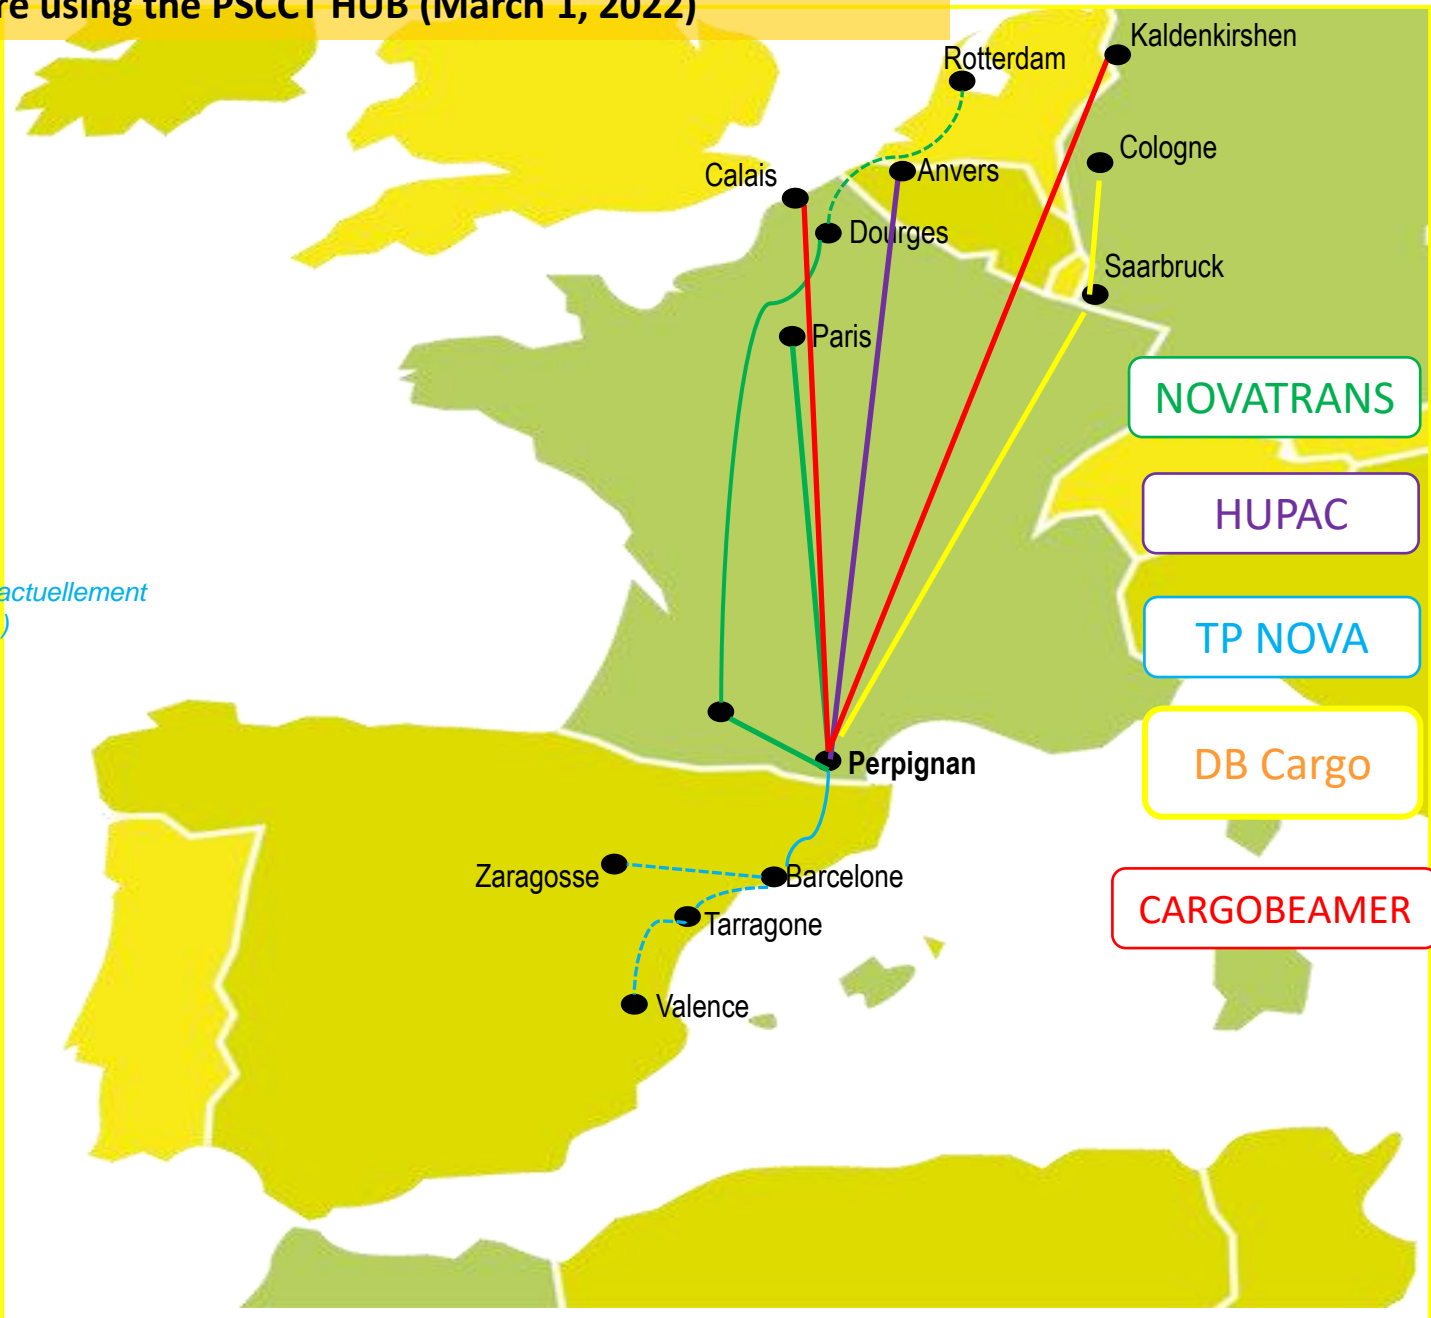 re using the PSCCT HUB (March 1, 2022)
Kaldenkirshen
Rotterdam
Cologne
Calais
Anvers
Dourges
Saarbruck
Paris
NOVATRANS
HUPAC
actuellement
)
TP NOVA
Perpignan
DB Cargo
Zaragosse
Barcelone
CARGOBEAMER
Tarragone
Valence